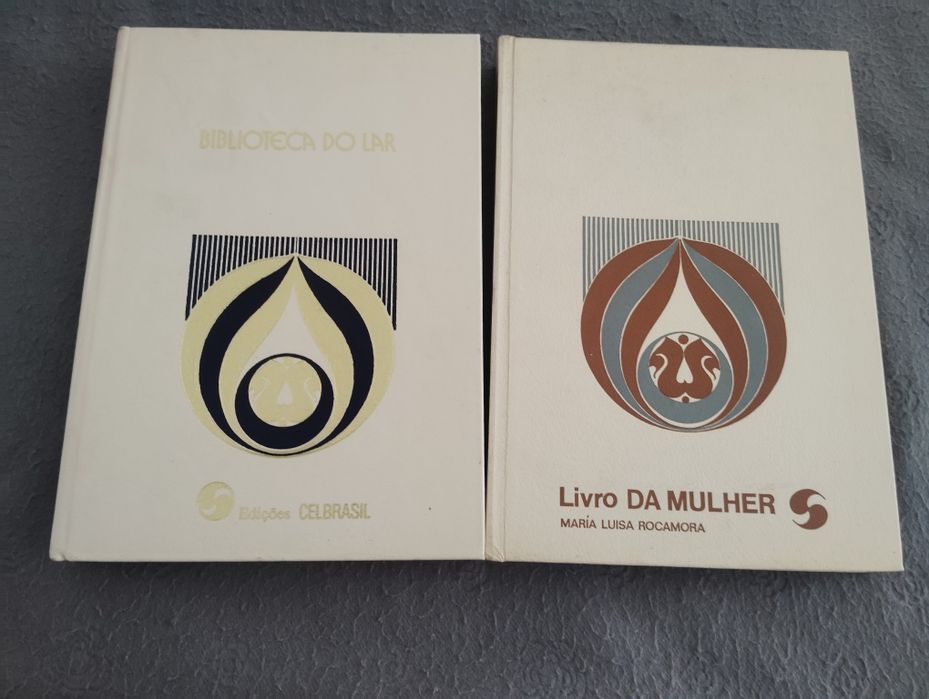 BIBLIOTECA DO LAR
Edições CELBRASIL
Livro DA MULHER
MARÍA LUISA ROCAMORA